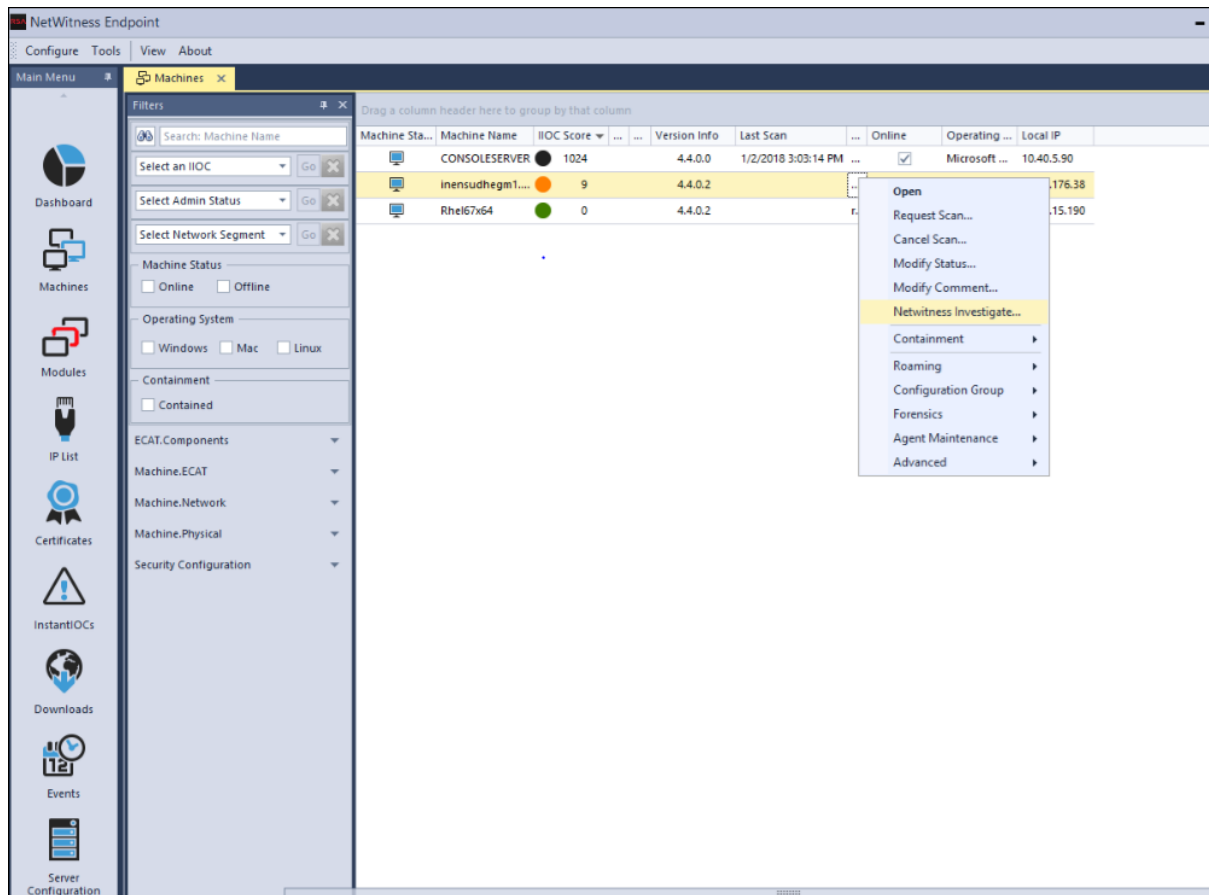 RSA NetWitness Endpoint
Configure Tools View About
Main Menu
Machines
Dashboard
Machines
Modules
IP List
Certificates
InstantIOCs
Downloads
12
Events
Server
Configuration
Filters
Search: Machine Name
Select an IIOC Go
Select Admin Status Go
Select Network Segment Go
Machine Status
Online Offline
Operating System
Windows Mac Linux
Containment
Contained
ECAT.Components
Machine.ECAT
Machine.Network
Machine.Physical
Security Configuration
Drag a column header here to group by that column
Machine Sta... Machine Name IIOC Score ... ... Version Info Last Scan ... Online Operating ... Local IP
CONSOLESERVER 1024 4.4.0.0 1/2/2018 3:03:14 PM ... Microsoft ... 10.40.5.90
inensudhegm1.... 9 4.4.0.2 ... .176.38
Rhel67x64 0 4.4.0.2 r. .15.190
Open
Request Scan...
Cancel Scan...
Modify Status...
Modify Comment...
Netwitness Investigate...
Containment
Roaming
Configuration Group
Forensics
Agent Maintenance
Advanced